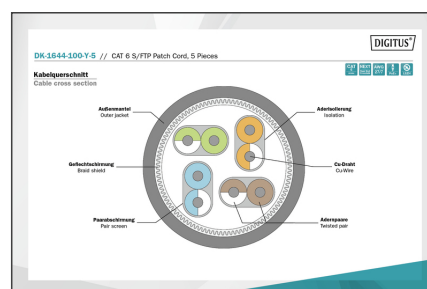 DIGITUS®
DK-1644-100-Y-5 // CAT 6 S/FTP Patch Cord, 5 Pieces
Kabelquerschnitt
Cable cross section
Außenmantel
Outer jacket
Aderisolierung
Isolation
Geflechtschirmung
Braid shield
Cu-Draht
Cu-Wire
Paarabschirmung
Pair screen
Adernpaare
Twisted pair